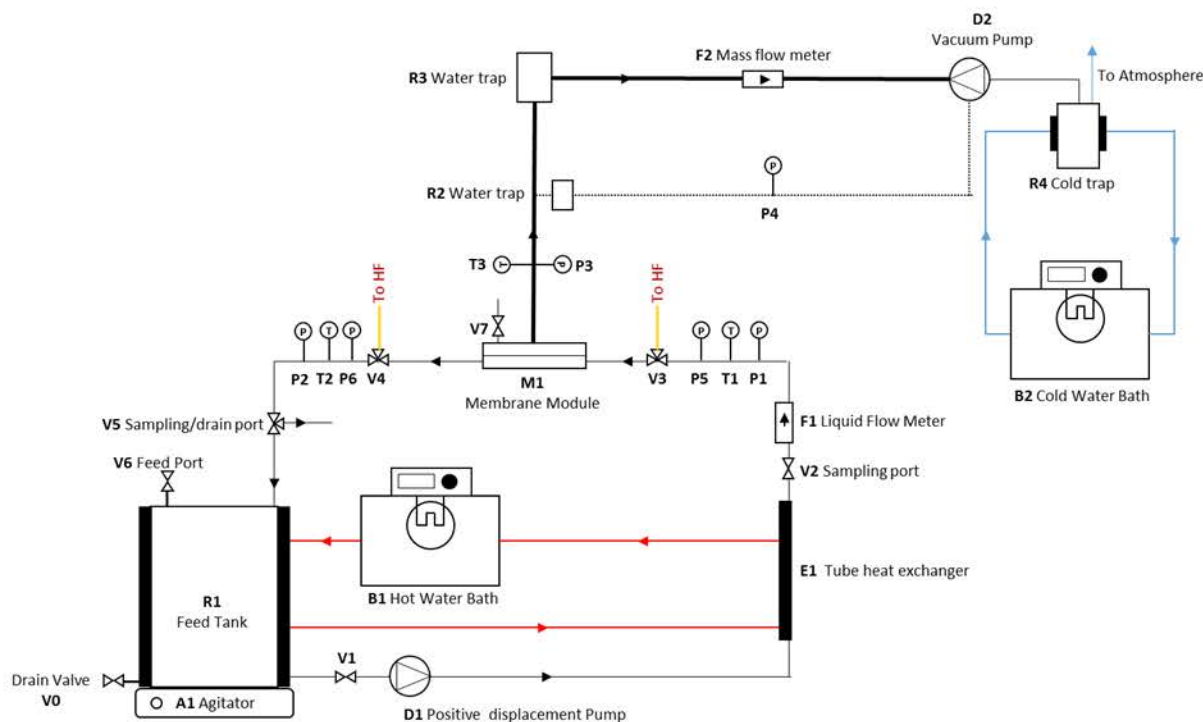 D2
Vacuum Pump
F2 Mass flow meter
R3 Water trap
To Atmosphere
P
R2 Water trap
R4 Cold trap
P4
T3 T P P3
To HF
To HF
V7
P T P
P T P
P2 T2 P6 V4
M1
Membrane Module
V3 P5 T1 P1
B2 Cold Water Bath
V5 Sampling/drain port
F1 Liquid Flow Meter
V6 Feed Port
V2 Sampling port
E1 Tube heat exchanger
R1
Feed Tank
B1 Hot Water Bath
V1
Drain Valve
V0
A1 Agitator
D1 Positive displacement Pump